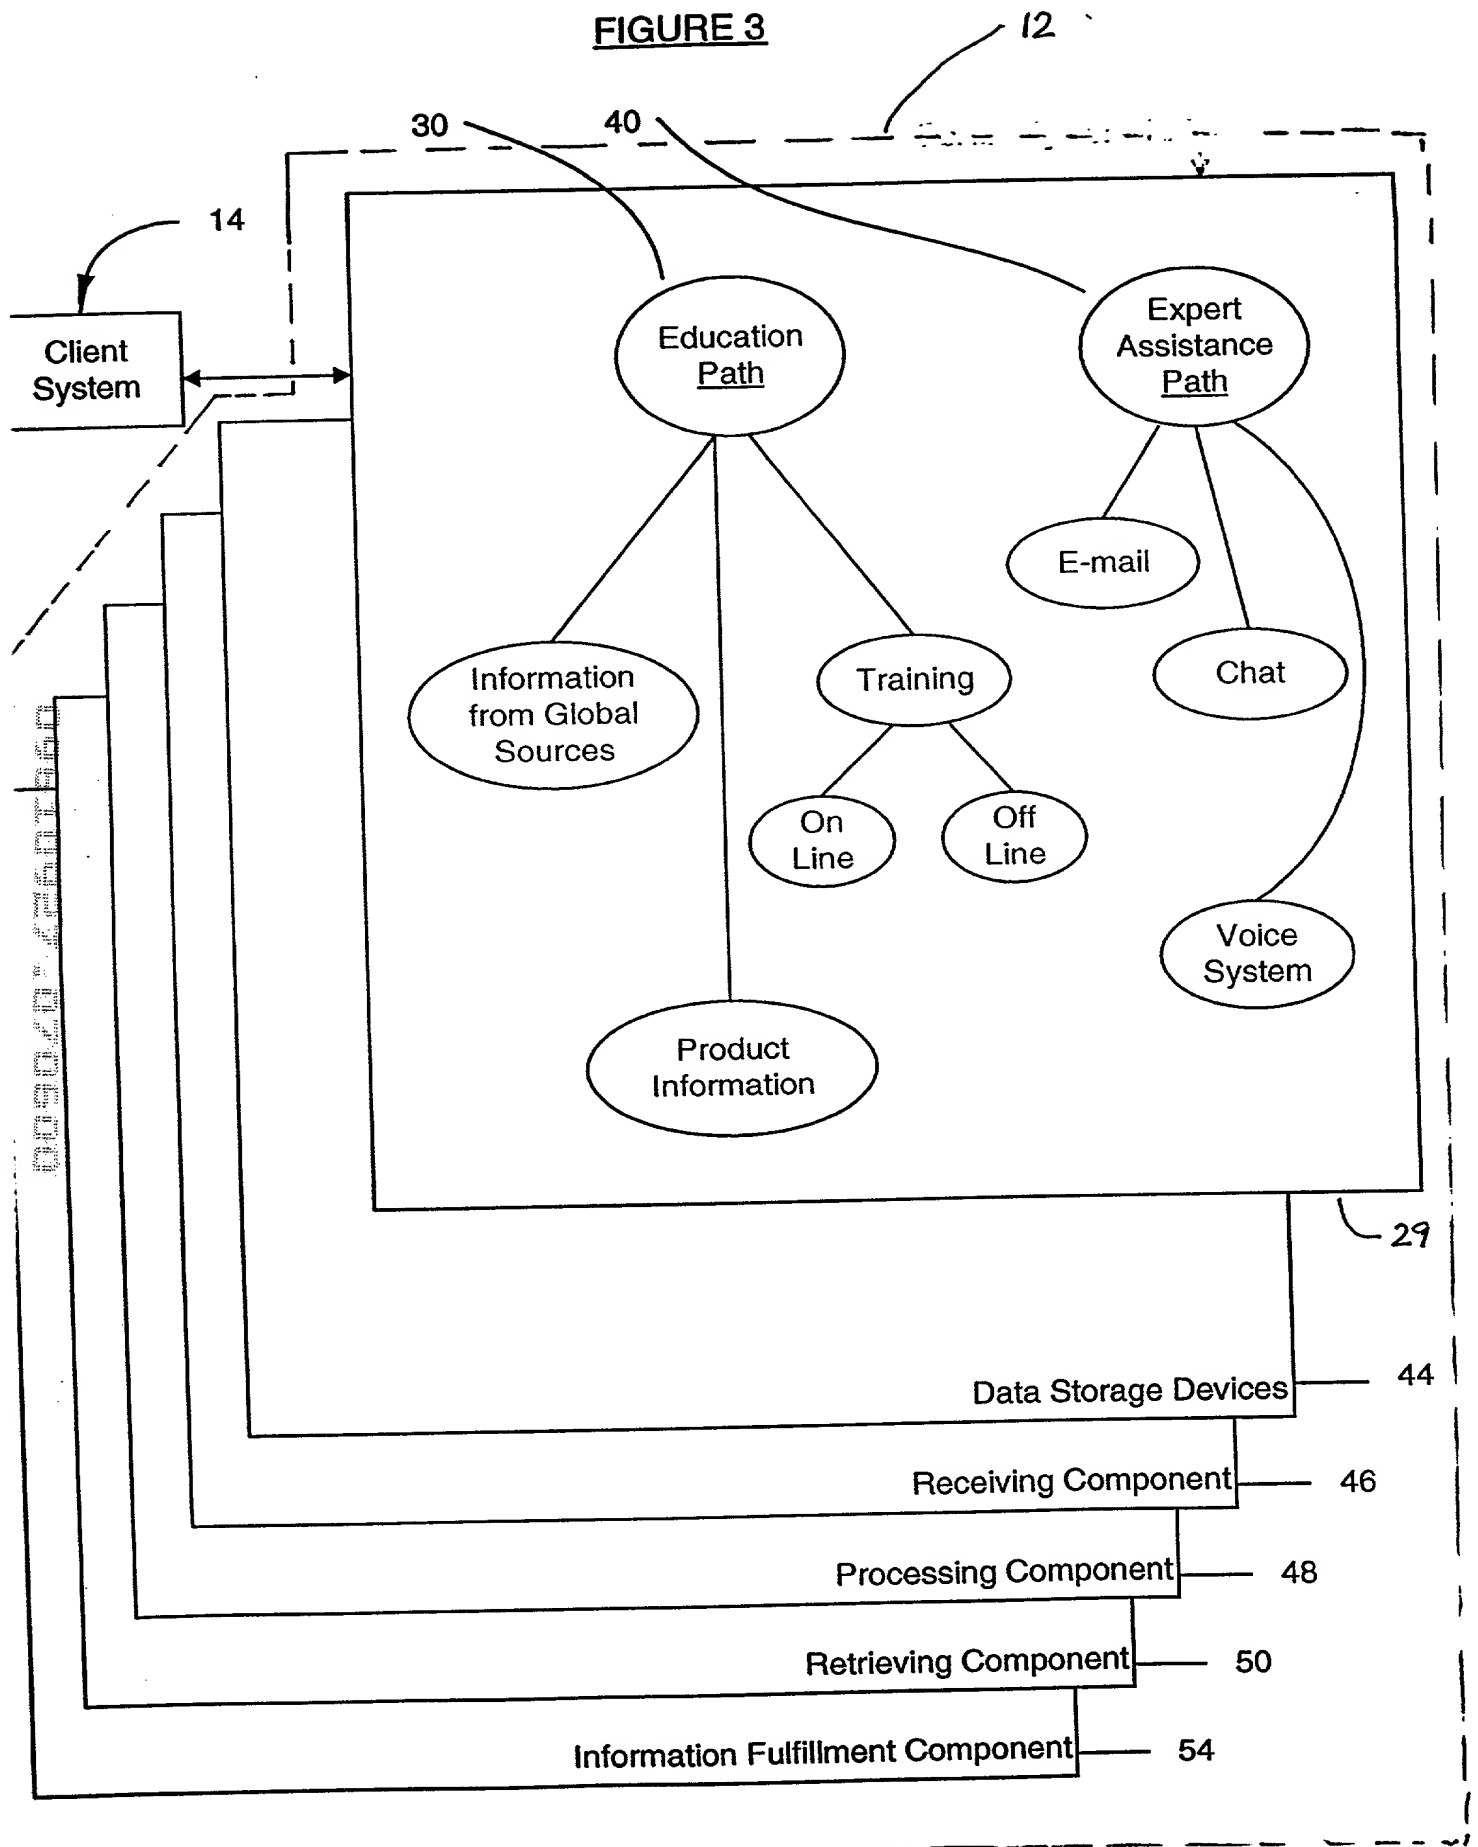 FIGURE 3
12
30
40
14
Client
System
Education
Path
Expert
Assistance
Path
E-mail
Chat
Information
from Global
Sources
Training
On
Line
Off
Line
Voice
System
Product
Information
29
Data Storage Devices
44
Receiving Component
46
Processing Component
48
Retrieving Component
50
Information Fulfillment Component
54